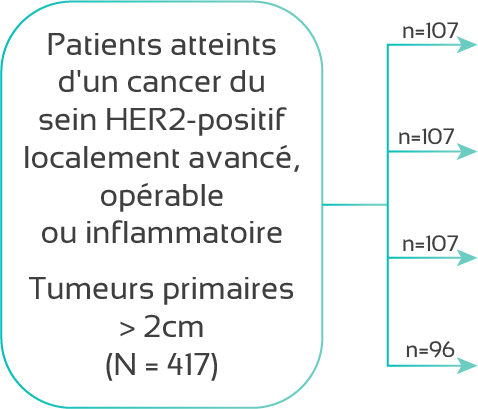 Patients atteints
d'un cancer du
sein HER2-positif
localement avancé,
opérable
ou inflammatoire
Tumeurs primaires
> 2cm
(N = 417)
n=107
n=107
n=107
n=96